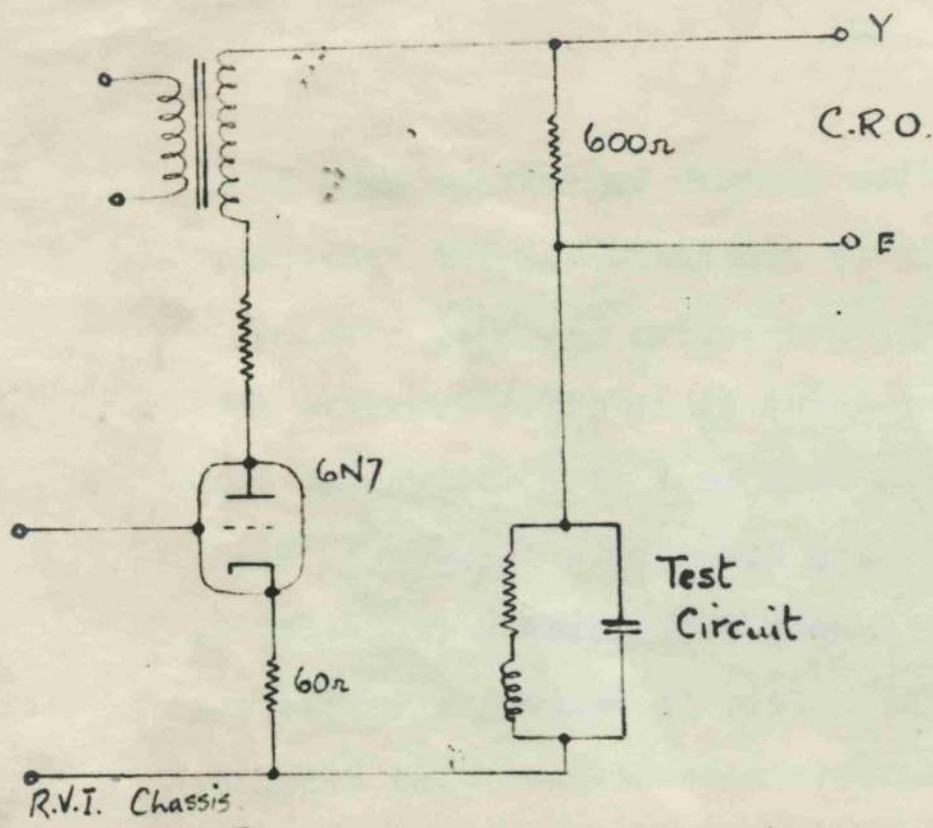 Y
C.R.O.
600Ω
E
6N7
Test
Circuit
60Ω
R.V.I. Chassis